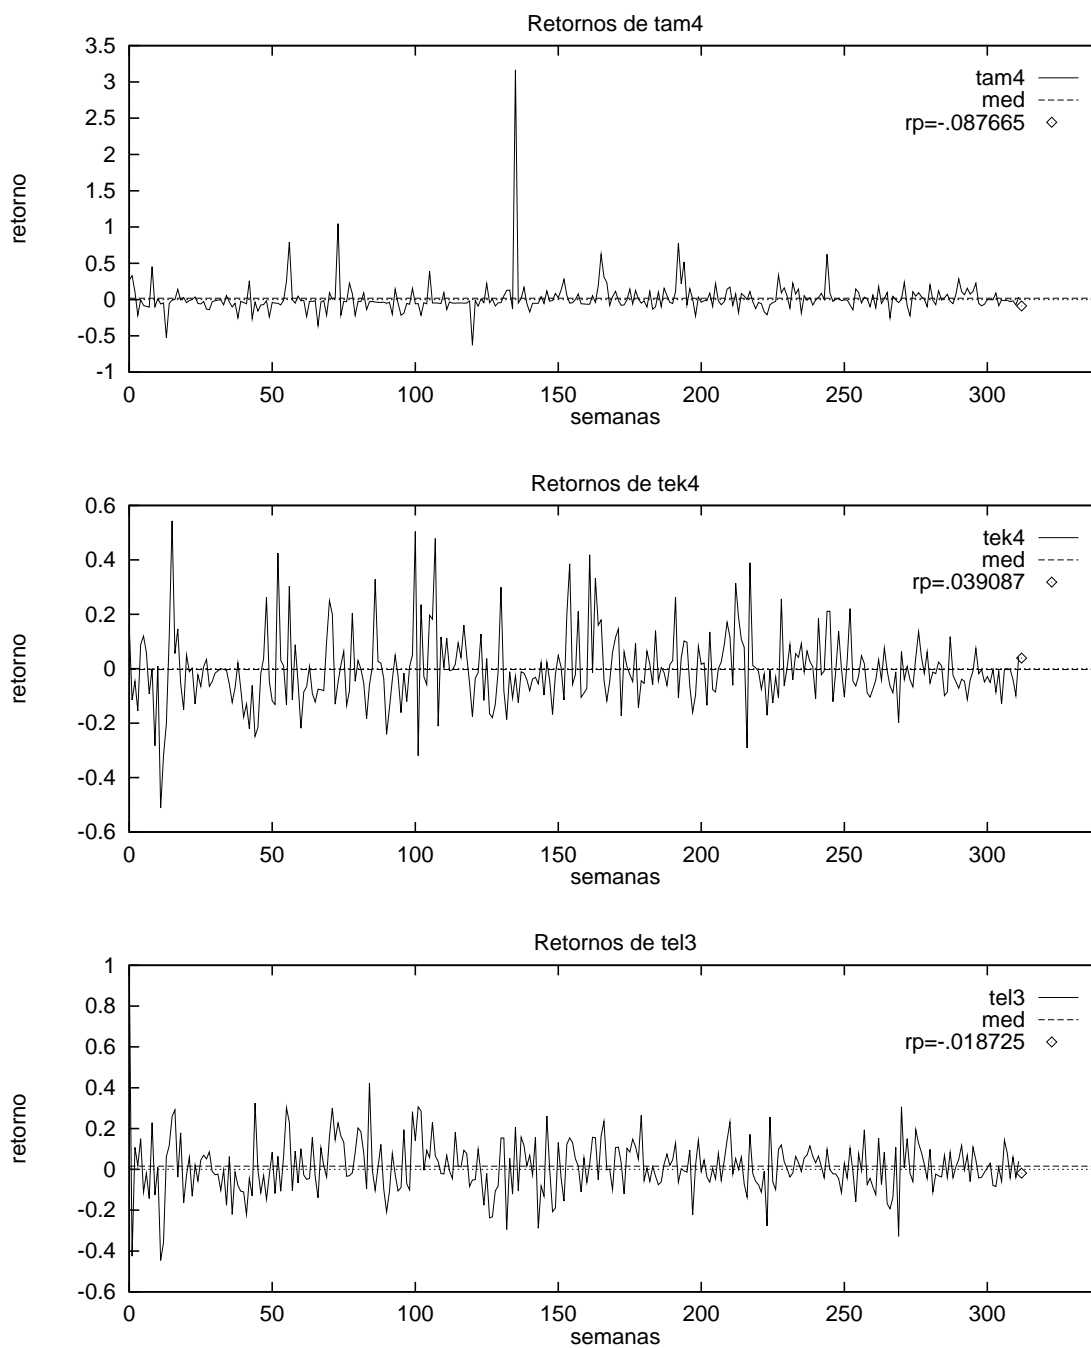 Retornos de tam4
3.5
3
2.5
2
1.5
1
0.5
0
-0.5
-1
retorno
tam4
med
rp=-.087665
0 50 100 150 200 250 300
semanas
Retornos de tek4
0.6
0.4
0.2
0
-0.2
-0.4
-0.6
retorno
tek4
med
rp=.039087
0 50 100 150 200 250 300
semanas
Retornos de tel3
1
0.8
0.6
0.4
0.2
0
-0.2
-0.4
-0.6
retorno
tel3
med
rp=-.018725
0 50 100 150 200 250 300
semanas